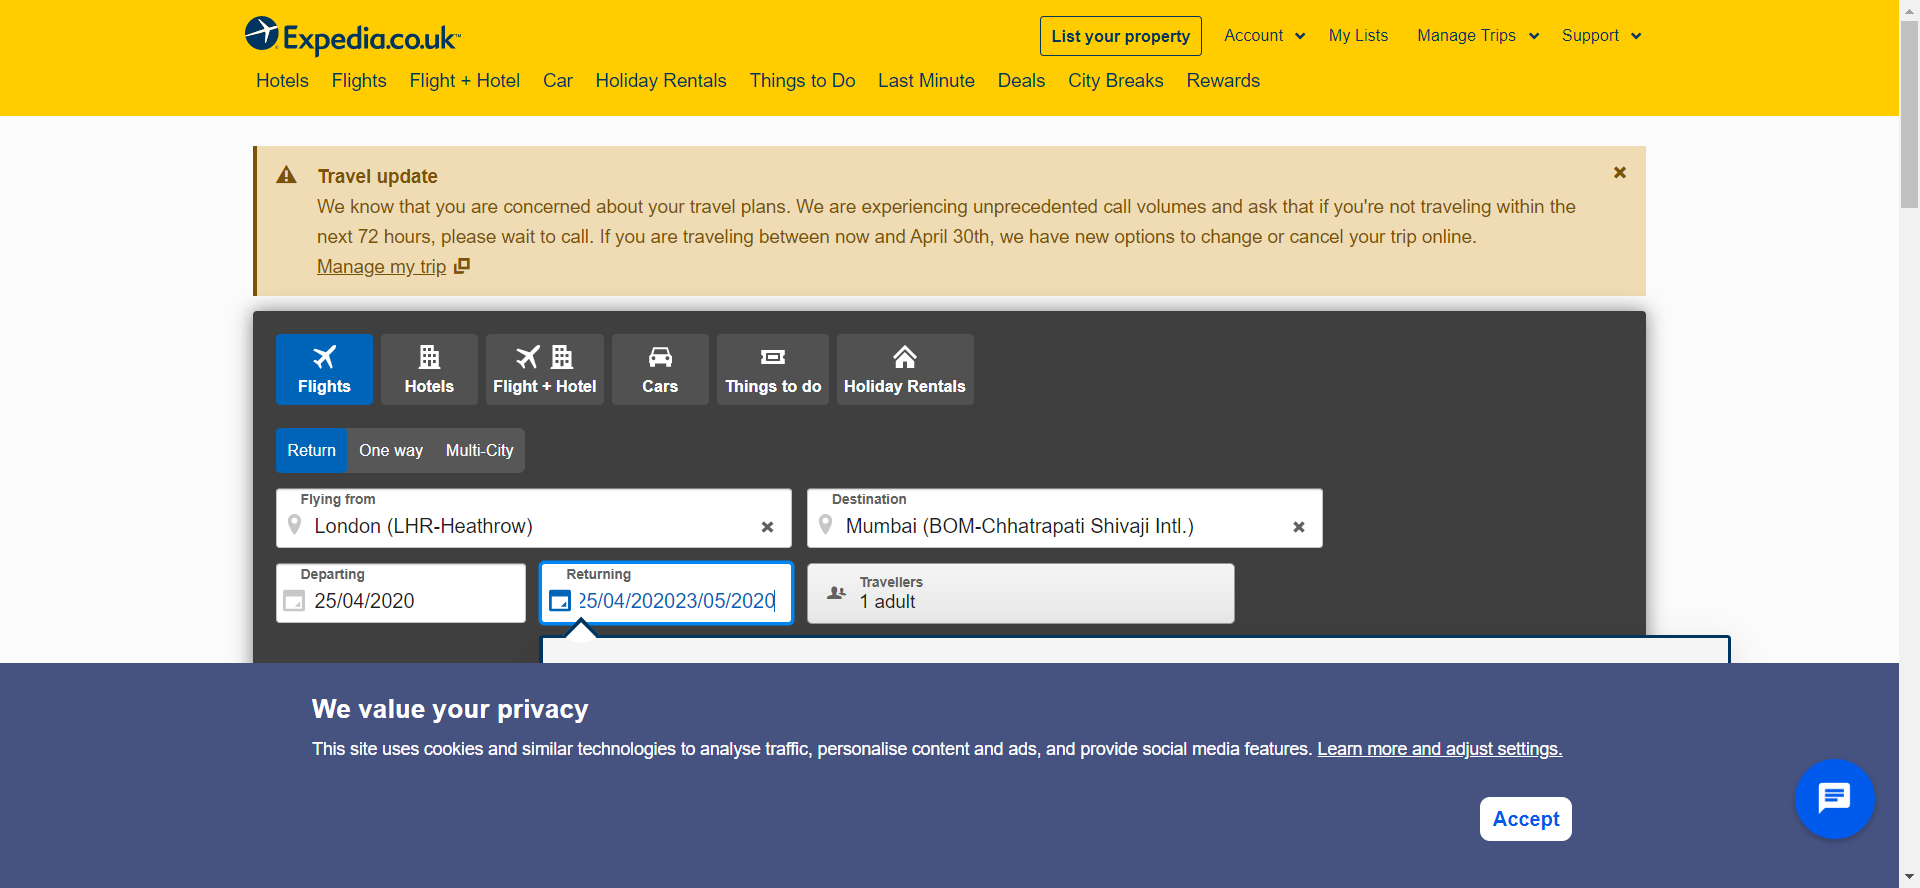 Expedia.co.uk™
List your property
Account
My Lists
Manage Trips
Support
Hotels
Flights
Flight + Hotel
Car
Holiday Rentals
Things to Do
Last Minute
Deals
City Breaks
Rewards
Travel update
We know that you are concerned about your travel plans. We are experiencing unprecedented call volumes and ask that if you're not traveling within the
next 72 hours, please wait to call. If you are traveling between now and April 30th, we have new options to change or cancel your trip online.
Manage my trip
Flights
Hotels
Flight + Hotel
Cars
Things to do
Holiday Rentals
Return
One way
Multi-City
Flying from
London (LHR-Heathrow)
Destination
Mumbai (BOM-Chhatrapati Shivaji Intl.)
Departing
25/04/2020
Returning
25/04/202023/05/2020
Travellers
1 adult
We value your privacy
This site uses cookies and similar technologies to analyse traffic, personalise content and ads, and provide social media features. Learn more and adjust settings.
Accept